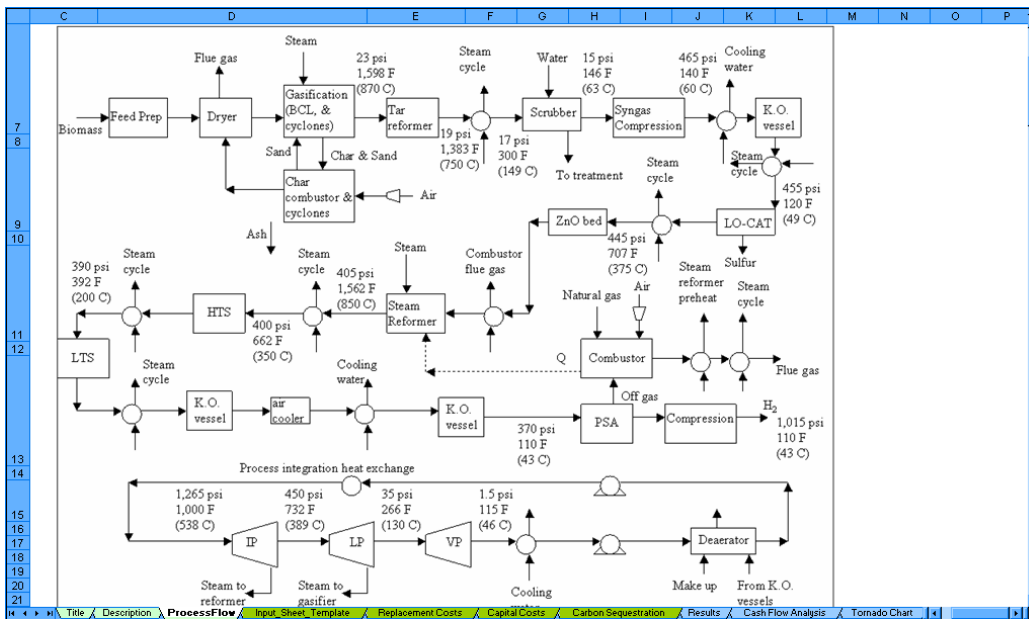 C D E F G H I J K L M N O P
7
8
9
10
11
12
13
14
15
16
17
18
19
20
21
Steam
Flue gas
23 psi
1,598 F
(870 C)
Steam
cycle
Water
15 psi
146 F
(63 C)
465 psi
140 F
(60 C)
Cooling
water
Biomass
Feed Prep
Dryer
Gasification
(BCL, &
cyclones)
Tar
reformer
Scrubber
Syngas
Compression
K.O.
vessel
19 psi
1,383 F
(750 C)
17 psi
300 F
(149 C)
Sand
Char & Sand
To treatment
Steam
cycle
Steam
cycle
455 psi
120 F
(49 C)
Char
combustor &
cyclones
Air
Ash
ZnO bed
LO-CAT
445 psi
707 F
(375 C)
Sulfur
390 psi
392 F
(200 C)
Steam
cycle
Steam
cycle
405 psi
1,562 F
(850 C)
Steam
Combustor
flue gas
Natural gas
Air
Steam
reformer
preheat
Steam
cycle
HTS
400 psi
662 F
(350 C)
Steam
Reformer
LTS
Steam
cycle
Cooling
water
Q
Combustor
Flue gas
K.O.
vessel
air
cooler
K.O.
vessel
Off gas
PSA
Compression
H2
370 psi
110 F
(43 C)
1,015 psi
110 F
(43 C)
Process integration heat exchange
1,265 psi
1,000 F
(538 C)
450 psi
732 F
(389 C)
35 psi
266 F
(130 C)
1.5 psi
115 F
(46 C)
IP
LP
VP
Deaerator
Steam to
reformer
Steam to
gasifier
Cooling
Make up
From K.O.
vessels
Title Description ProcessFlow Input_Sheet_Template Replacement Costs Capital Costs Carbon Sequestration Results Cash Flow Analysis Tornado Chart